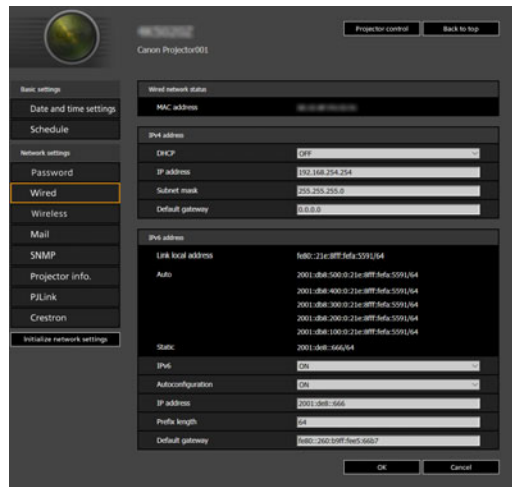 Projector control
Back to top
Canon Projector001
Basic settings
Date and time settings
Schedule
Network settings
Password
Wired
Wireless
Mail
SNMP
Projector info.
PJLink
Crestron
Initialize network settings
Wired network status
MAC address
IPv4 address
DHCP OFF
IP address 192.168.254.254
Subnet mask 255.255.255.0
Default gateway 0.0.0.0
IPv6 address
Link local address fe80::21e:8fff:fefa:5591/64
Auto 2001:db8:500:0:21e:8fff:fefa:5591/64
2001:db8:400:0:21e:8fff:fefa:5591/64
2001:db8:300:0:21e:8fff:fefa:5591/64
2001:db8:200:0:21e:8fff:fefa:5591/64
2001:db8:100:0:21e:8fff:fefa:5591/64
Static 2001:de8::666/64
IPv6 ON
Autoconfiguration ON
IP address 2001:de8::666
Prefix length 64
Default gateway fe80::260:b9ff:fee5:66b7
OK
Cancel